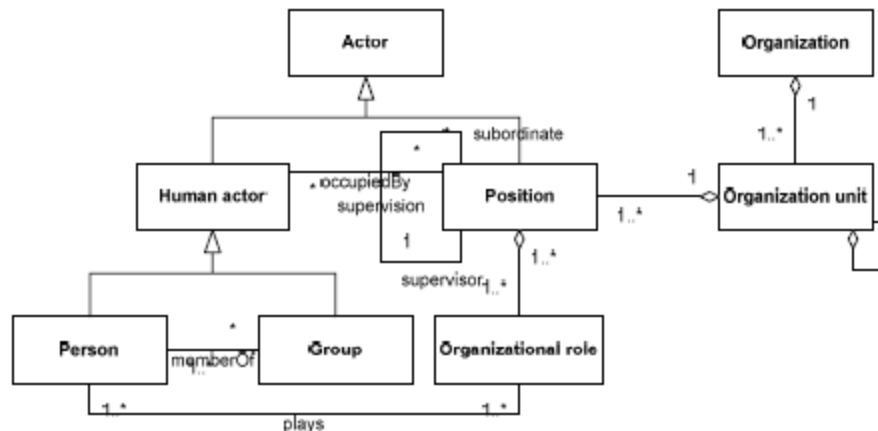 Actor
Organization
1
1..*
* subordinate
*
Human actor
* occupiedBy
supervision
Position
1
1..*
Organization unit
1
supervisor
1..*
1..*
Person
*
memberOf
1..*
Group
Organizational role
1..*
plays
1..*